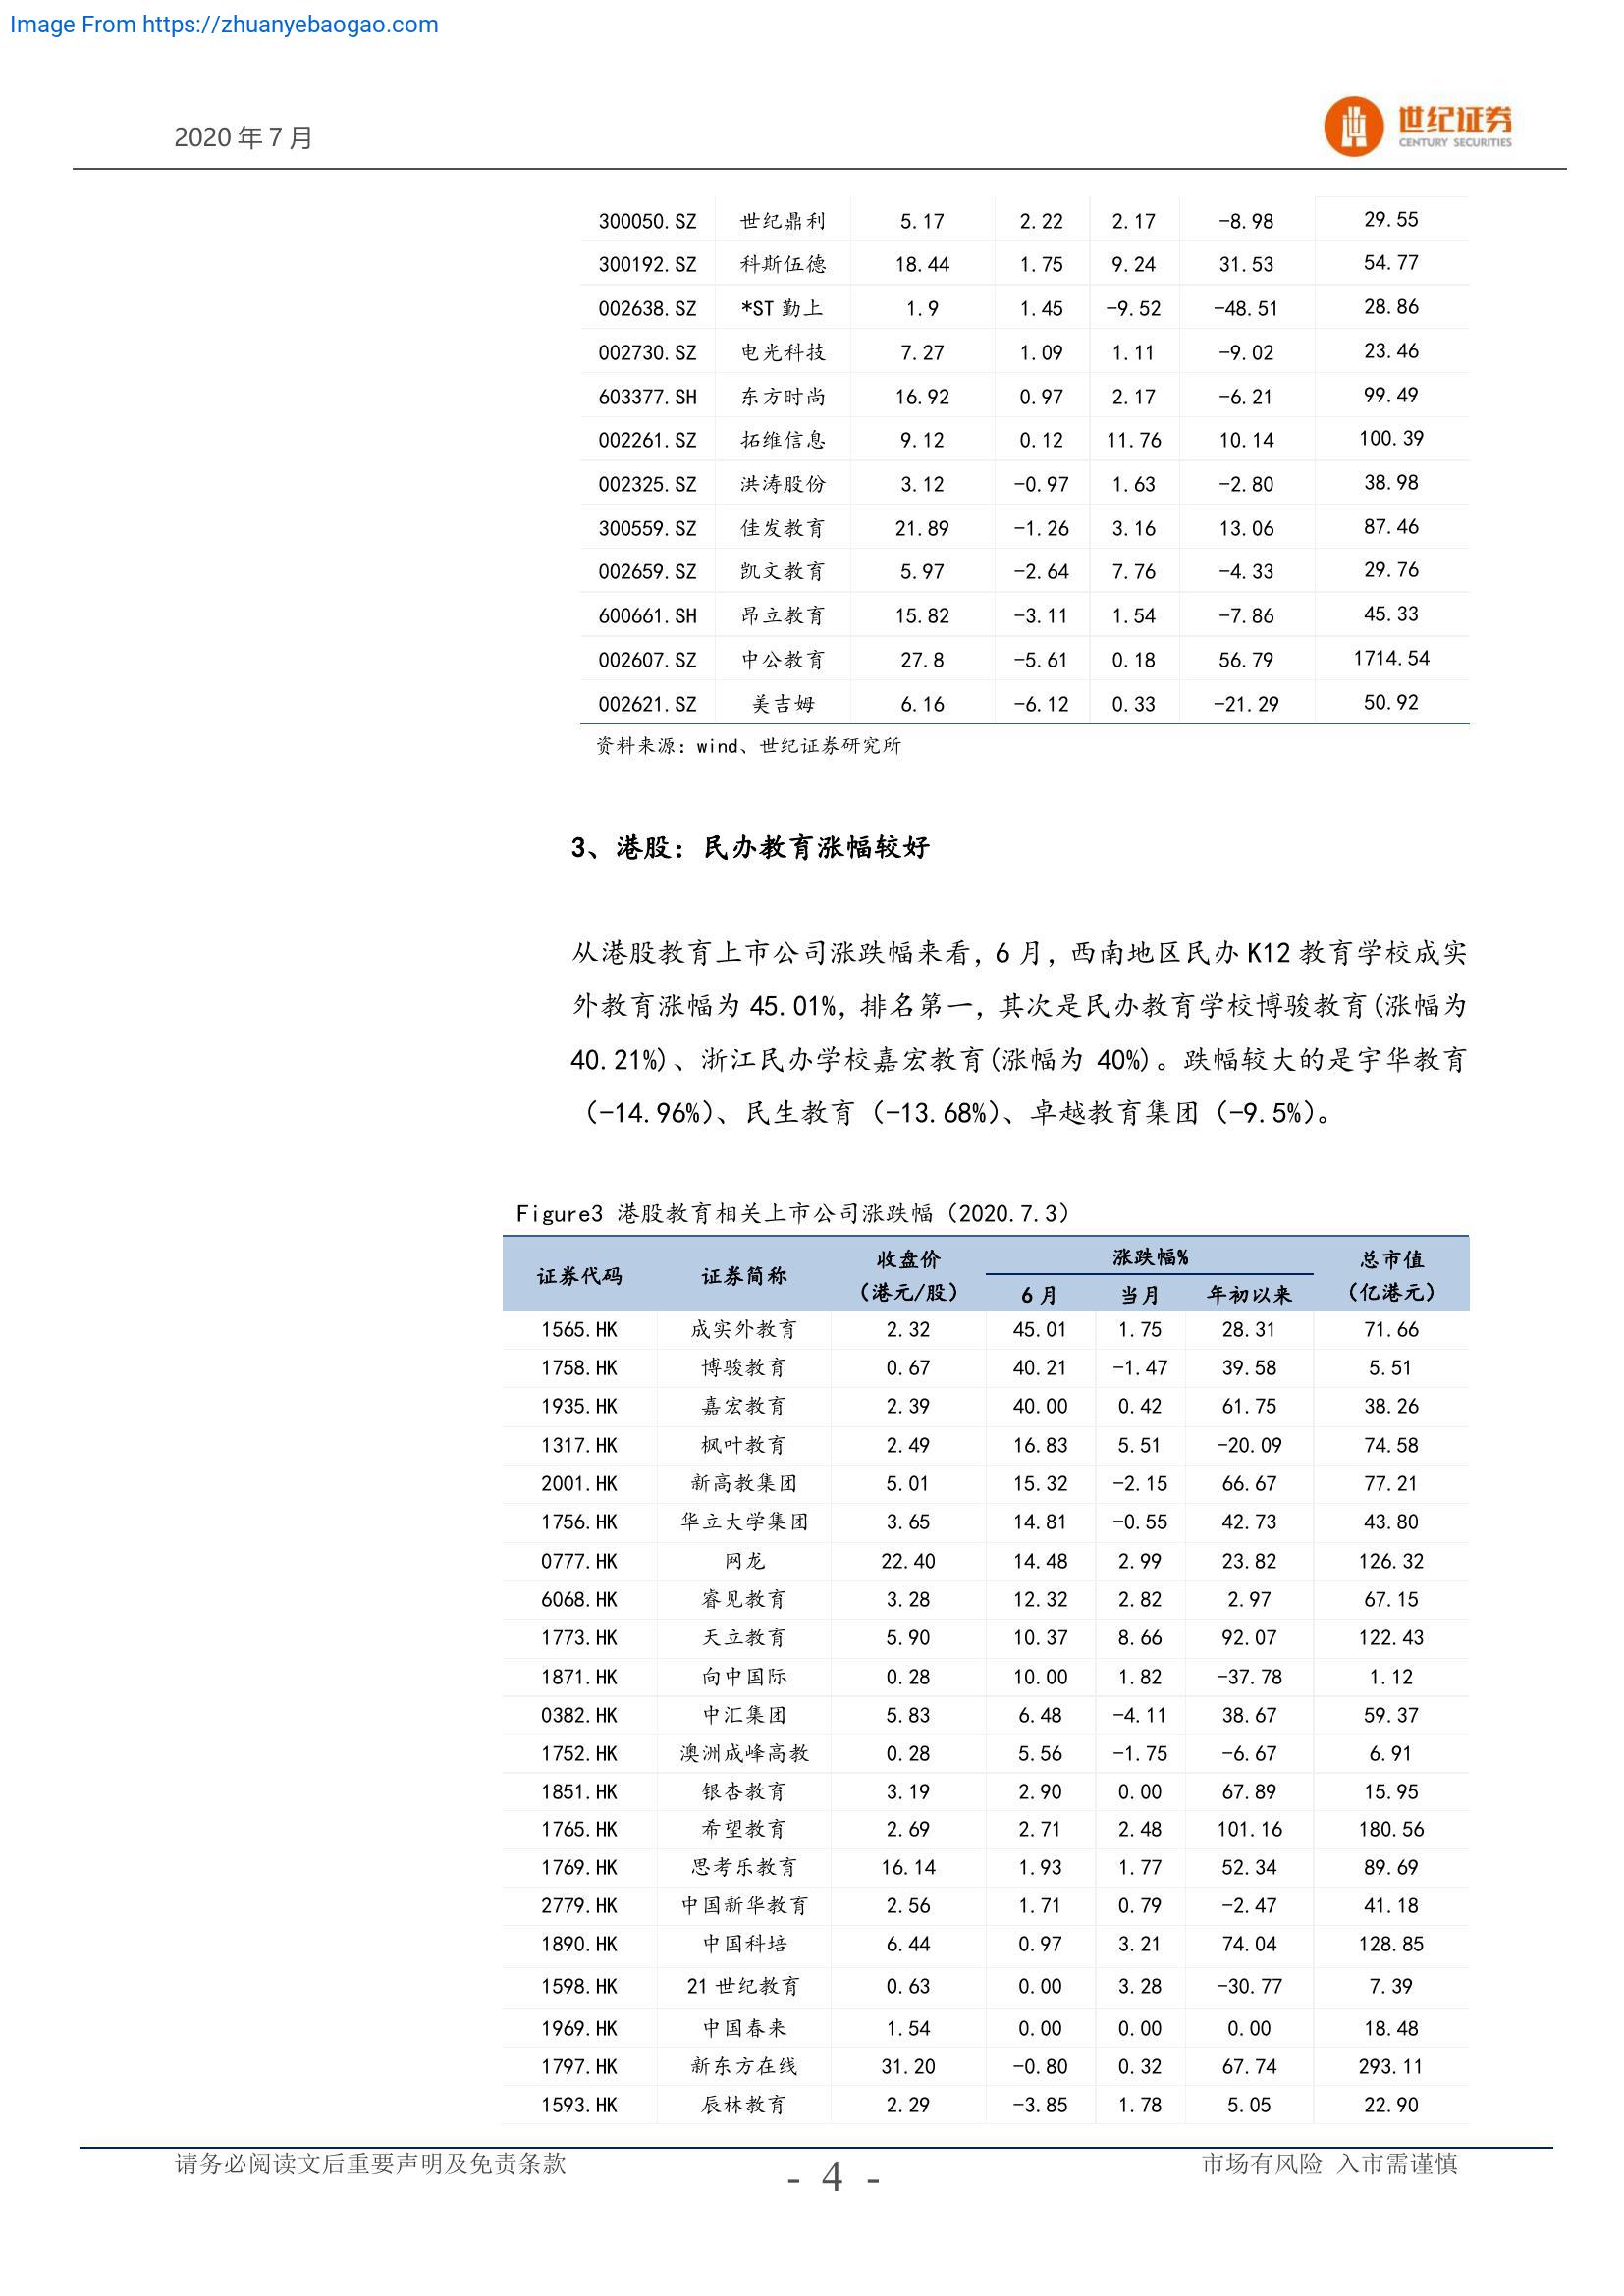 Image From https://zhuanyebaogao.com
2020 年 7 月
世纪证券
CENTURY SECURITIES
300050.SZ 世纪鼎利 5.17 2.22 2.17 -8.98 29.55
300192.SZ 科斯伍德 18.44 1.75 9.24 31.53 54.77
002638.SZ *ST 勤上 1.9 1.45 -9.52 -48.51 28.86
002730.SZ 电光科技 7.27 1.09 1.11 -9.02 23.46
603377.SH 东方时尚 16.92 0.97 2.17 -6.21 99.49
002261.SZ 拓维信息 9.12 0.12 11.76 10.14 100.39
002325.SZ 洪涛股份 3.12 -0.97 1.63 -2.80 38.98
300559.SZ 佳发教育 21.89 -1.26 3.16 13.06 87.46
002659.SZ 凯文教育 5.97 -2.64 7.76 -4.33 29.76
600661.SH 昂立教育 15.82 -3.11 1.54 -7.86 45.33
002607.SZ 中公教育 27.8 -5.61 0.18 56.79 1714.54
002621.SZ 美吉姆 6.16 -6.12 0.33 -21.29 50.92
资料来源：wind、世纪证券研究所
3、港股：民办教育涨幅较好
从港股教育上市公司涨跌幅来看，6 月，西南地区民办 K12 教育学校成实
外教育涨幅为 45.01%，排名第一，其次是民办教育学校博骏教育(涨幅为
40.21%)、浙江民办学校嘉宏教育(涨幅为 40%)。跌幅较大的是宇华教育
（-14.96%）、民生教育（-13.68%）、卓越教育集团（-9.5%）。
Figure3 港股教育相关上市公司涨跌幅（2020.7.3）
证券代码 证券简称 收盘价 涨跌幅% 总市值
（港元/股） 6 月 当月 年初以来 （亿港元）
1565.HK 成实外教育 2.32 45.01 1.75 28.31 71.66
1758.HK 博骏教育 0.67 40.21 -1.47 39.58 5.51
1935.HK 嘉宏教育 2.39 40.00 0.42 61.75 38.26
1317.HK 枫叶教育 2.49 16.83 5.51 -20.09 74.58
2001.HK 新高教集团 5.01 15.32 -2.15 66.67 77.21
1756.HK 华立大学集团 3.65 14.81 -0.55 42.73 43.80
0777.HK 网龙 22.40 14.48 2.99 23.82 126.32
6068.HK 睿见教育 3.28 12.32 2.82 2.97 67.15
1773.HK 天立教育 5.90 10.37 8.66 92.07 122.43
1871.HK 向中国际 0.28 10.00 1.82 -37.78 1.12
0382.HK 中汇集团 5.83 6.48 -4.11 38.67 59.37
1752.HK 澳洲成峰高教 0.28 5.56 -1.75 -6.67 6.91
1851.HK 银杏教育 3.19 2.90 0.00 67.89 15.95
1765.HK 希望教育 2.69 2.71 2.48 101.16 180.56
1769.HK 思考乐教育 16.14 1.93 1.77 52.34 89.69
2779.HK 中国新华教育 2.56 1.71 0.79 -2.47 41.18
1890.HK 中国科培 6.44 0.97 3.21 74.04 128.85
1598.HK 21 世纪教育 0.63 0.00 3.28 -30.77 7.39
1969.HK 中国春来 1.54 0.00 0.00 0.00 18.48
1797.HK 新东方在线 31.20 -0.80 0.32 67.74 293.11
1593.HK 辰林教育 2.29 -3.85 1.78 5.05 22.90
请务必阅读文后重要声明及免责条款
市场有风险 入市需谨慎
- 4 -